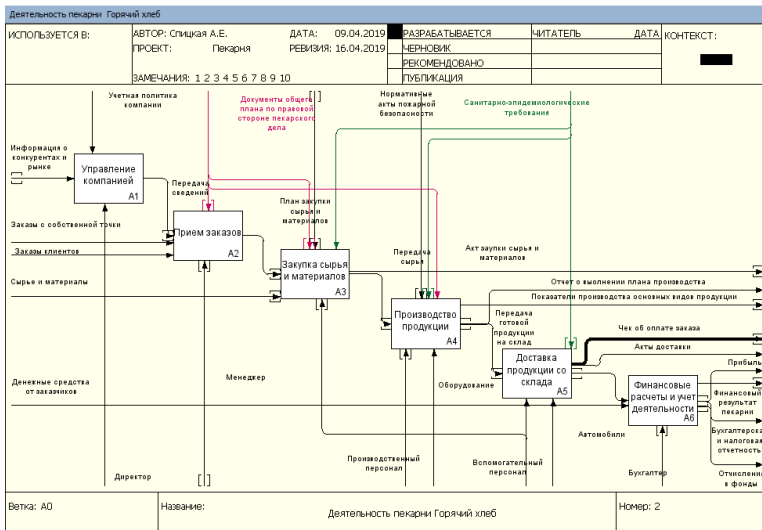 Деятельность пекарни Горячий хлеб
ИСПОЛЬЗУЕТСЯ В:
АВТОР: Спицкая А.Е.
ДАТА: 09.04.2019
ПРОЕКТ: Пекарня
РЕВИЗИЯ: 16.04.2019
ЗАМЕЧАНИЯ: 1 2 3 4 5 6 7 8 9 10
РАЗРАБАТЫВАЕТСЯ
ЧЕРНОВИК
РЕКОМЕНДОВАНО
ПУБЛИКАЦИЯ
ЧИТАТЕЛЬ
ДАТА
КОНТЕКСТ:
Учетная политика
компании
Документы общего
плана по правовой
стороне пекарского
дела
Нормативные
акты пожарной
безопасности
Санитарно-эпидемиологические
требования
Информация о
конкурентах и
рынке
Управление
компанией
A1
Передача
сведений
План закупки
сырья и
материалов
Заказы с собственной точки
Заказы клиентов
Прием заказов
A2
Сырье и материалы
Закупка сырья
и материалов
A3
Передача
сырья
Акт заупки сырья и
материалов
Отчет о выолнении плана производства
Показатели производства основных видов продукции
Производство
продукции
A4
Передача
готовой
продукции
на склад
Чек об оплате заказа
Акты доставки
Прибыль
Доставка
продукции со
склада
A5
Денежные средства
от заказчиков
Менеджер
Оборудование
Финансовые
расчеты и учет
деятельности
A6
Финансовый
результат
пекарни
Автомобили
Бухгалтерска
и налоговая
отчетность
Производственный
персонал
Вспомогательный
персонал
Бухгалтер
Отчислени
в фонды
Директор
Ветка: A0
Название:
Деятельность пекарни Горячий хлеб
Номер: 2